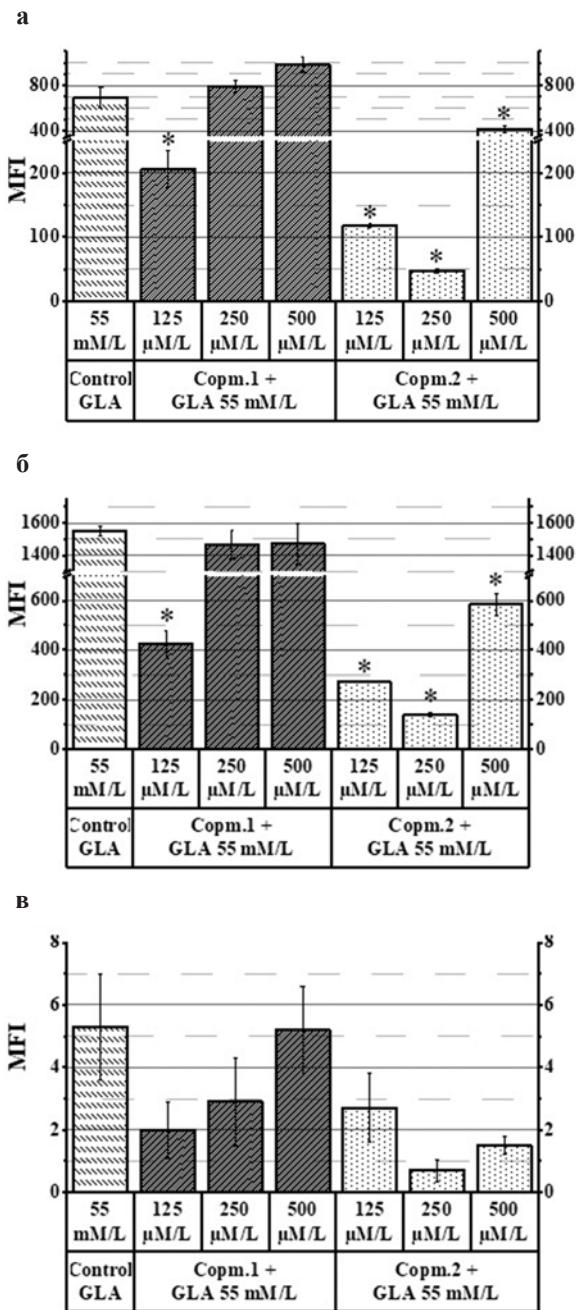 а
800
400
200
100
0
MFI
800
400
200
100
0
* * * *
55 mM/L 125 µM/L 250 µM/L 500 µM/L 125 µM/L 250 µM/L 500 µM/L
Control GLA
Copm.1 +
GLA 55 mM/L
Copm.2 +
GLA 55 mM/L
б
1600
1400
600
400
200
0
MFI
1600
1400
600
400
200
0
* * * *
55 mM/L 125 µM/L 250 µM/L 500 µM/L 125 µM/L 250 µM/L 500 µM/L
Control GLA
Copm.1 +
GLA 55 mM/L
Copm.2 +
GLA 55 mM/L
в
8
6
4
2
0
MFI
8
6
4
2
0
55 mM/L 125 µM/L 250 µM/L 500 µM/L 125 µM/L 250 µM/L 500 µM/L
Control GLA
Copm.1 +
GLA 55 mM/L
Copm.2 +
GLA 55 mM/L